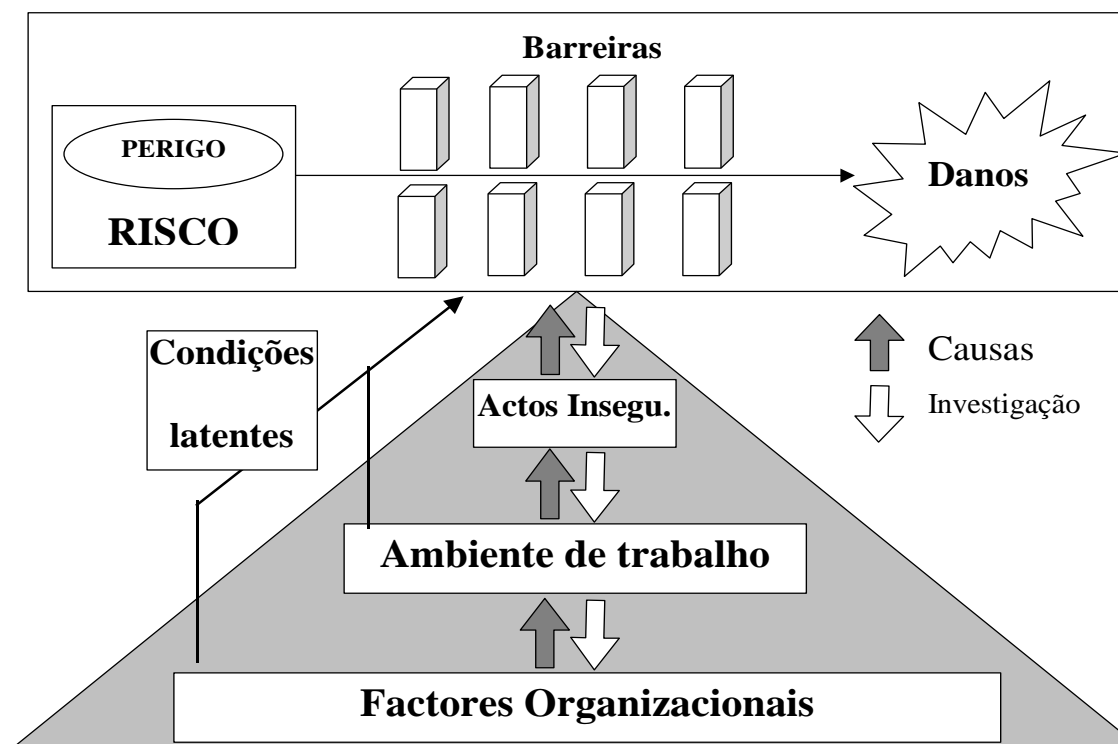 Barreiras
PERIGO
RISCO
Danos
Condições
latentes
Causas
Investigação
Actos Insegu.
Ambiente de trabalho
Factores Organizacionais